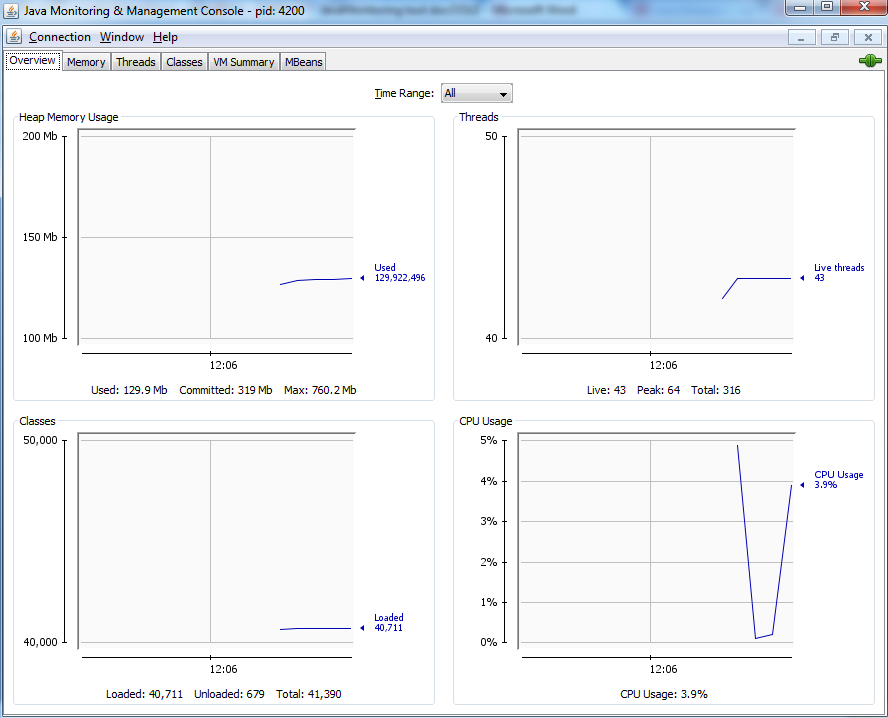 Java Monitoring & Management Console - pid: 4200
Connection Window Help
Overview Memory Threads Classes VM Summary MBeans
Time Range: All
Heap Memory Usage
200 Mb
150 Mb
100 Mb
Used
129,922,496
12:06
Used: 129.9 Mb Committed: 319 Mb Max: 760.2 Mb
Threads
50
40
Live threads
43
12:06
Live: 43 Peak: 64 Total: 316
Classes
50,000
40,000
Loaded
40,711
12:06
Loaded: 40,711 Unloaded: 679 Total: 41,390
CPU Usage
5%
4%
3%
2%
1%
0%
CPU Usage
3.9%
12:06
CPU Usage: 3.9%